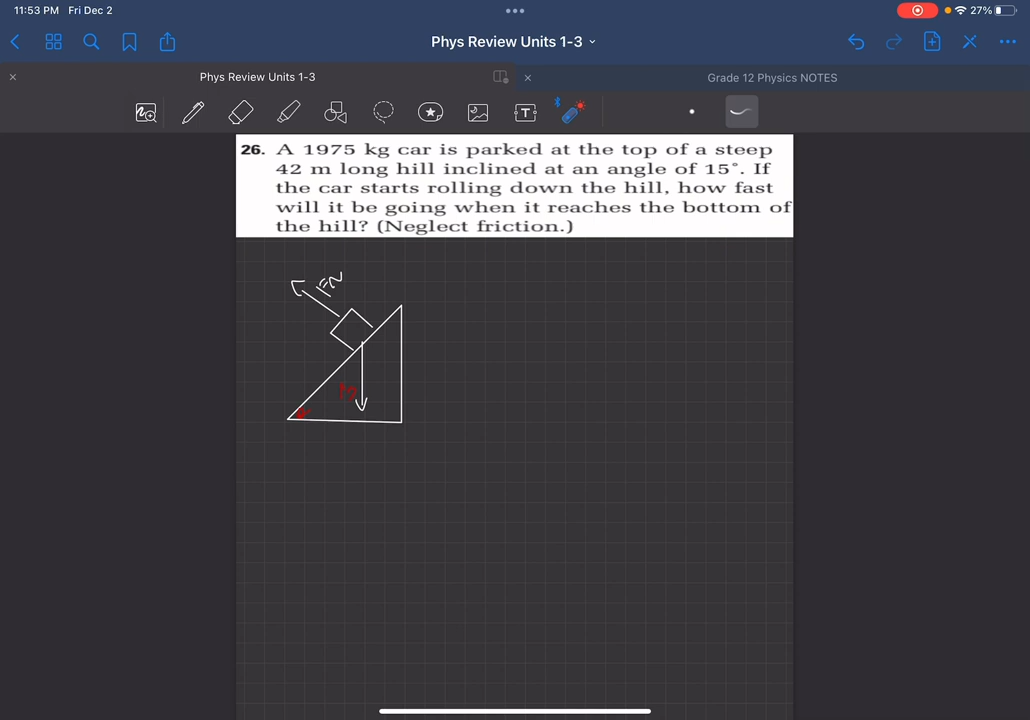 11:53 PM Fri Dec 2
27%
Phys Review Units 1-3
Phys Review Units 1-3
Grade 12 Physics NOTES
T
26. A 1975 kg car is parked at the top of a steep
42 m long hill inclined at an angle of 15°. If
the car starts rolling down the hill, how fast
will it be going when it reaches the bottom of
the hill? (Neglect friction.)
FN